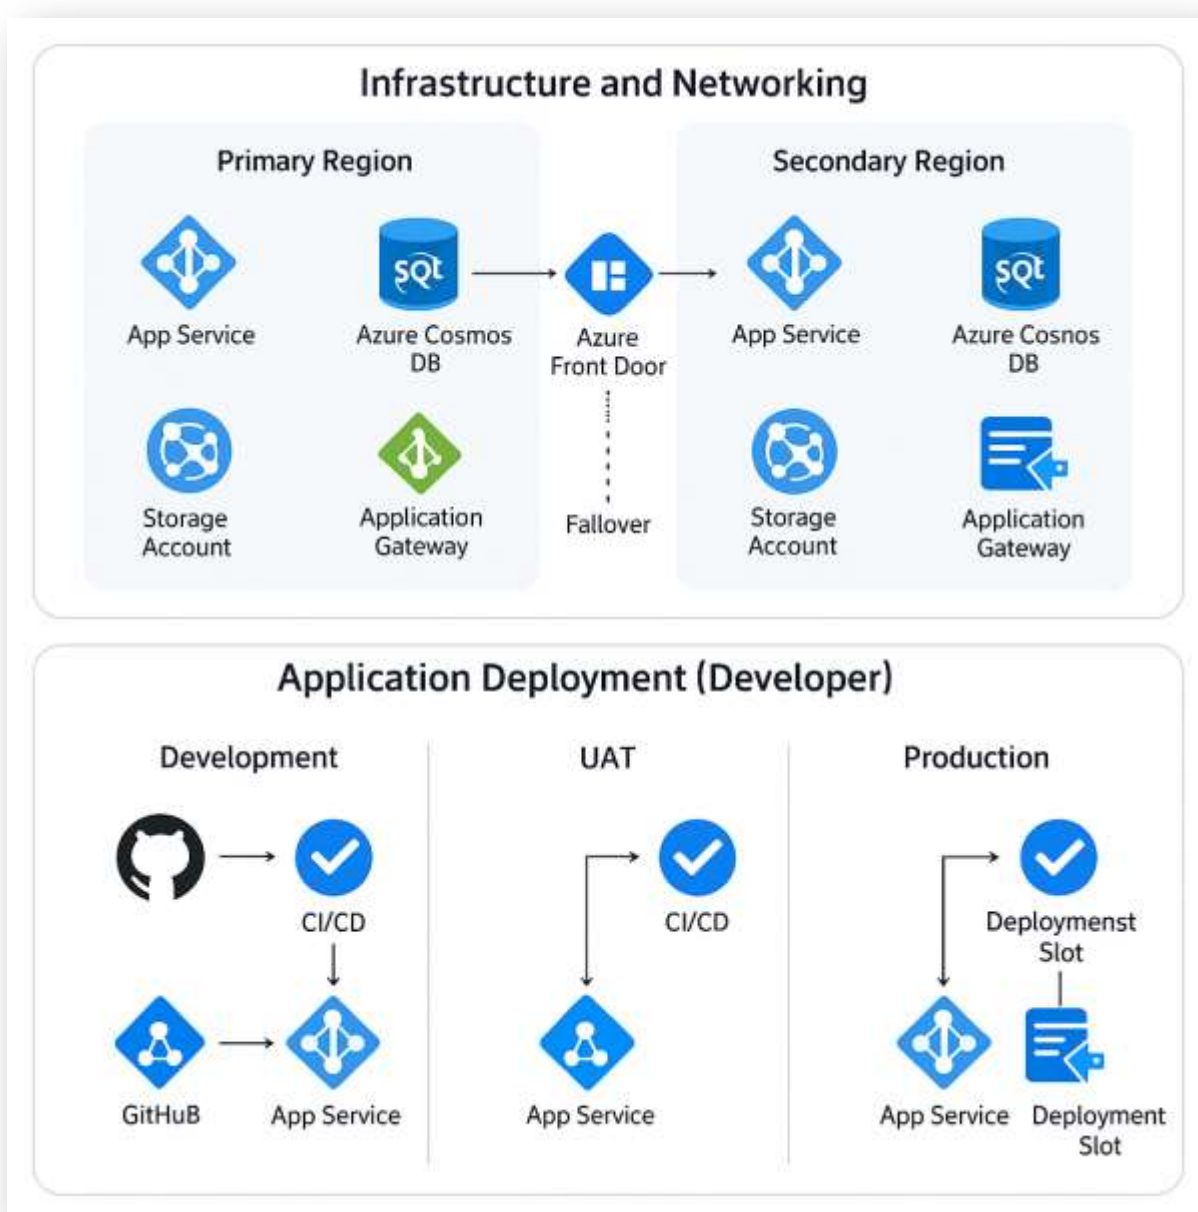 Infrastructure and Networking
Primary Region
Secondary Region
SQt
SQt
App Service
Azure Cosmos
DB
Azure
Front Door
App Service
Azure Cosnos
DB
Storage
Account
Application
Gateway
Fallover
Storage
Account
Application
Gateway
Application Deployment (Developer)
Development
UAT
Production
CI/CD
CI/CD
Deploymenst
Slot
GitHuB
App Service
App Service
App Service
Deployment
Slot